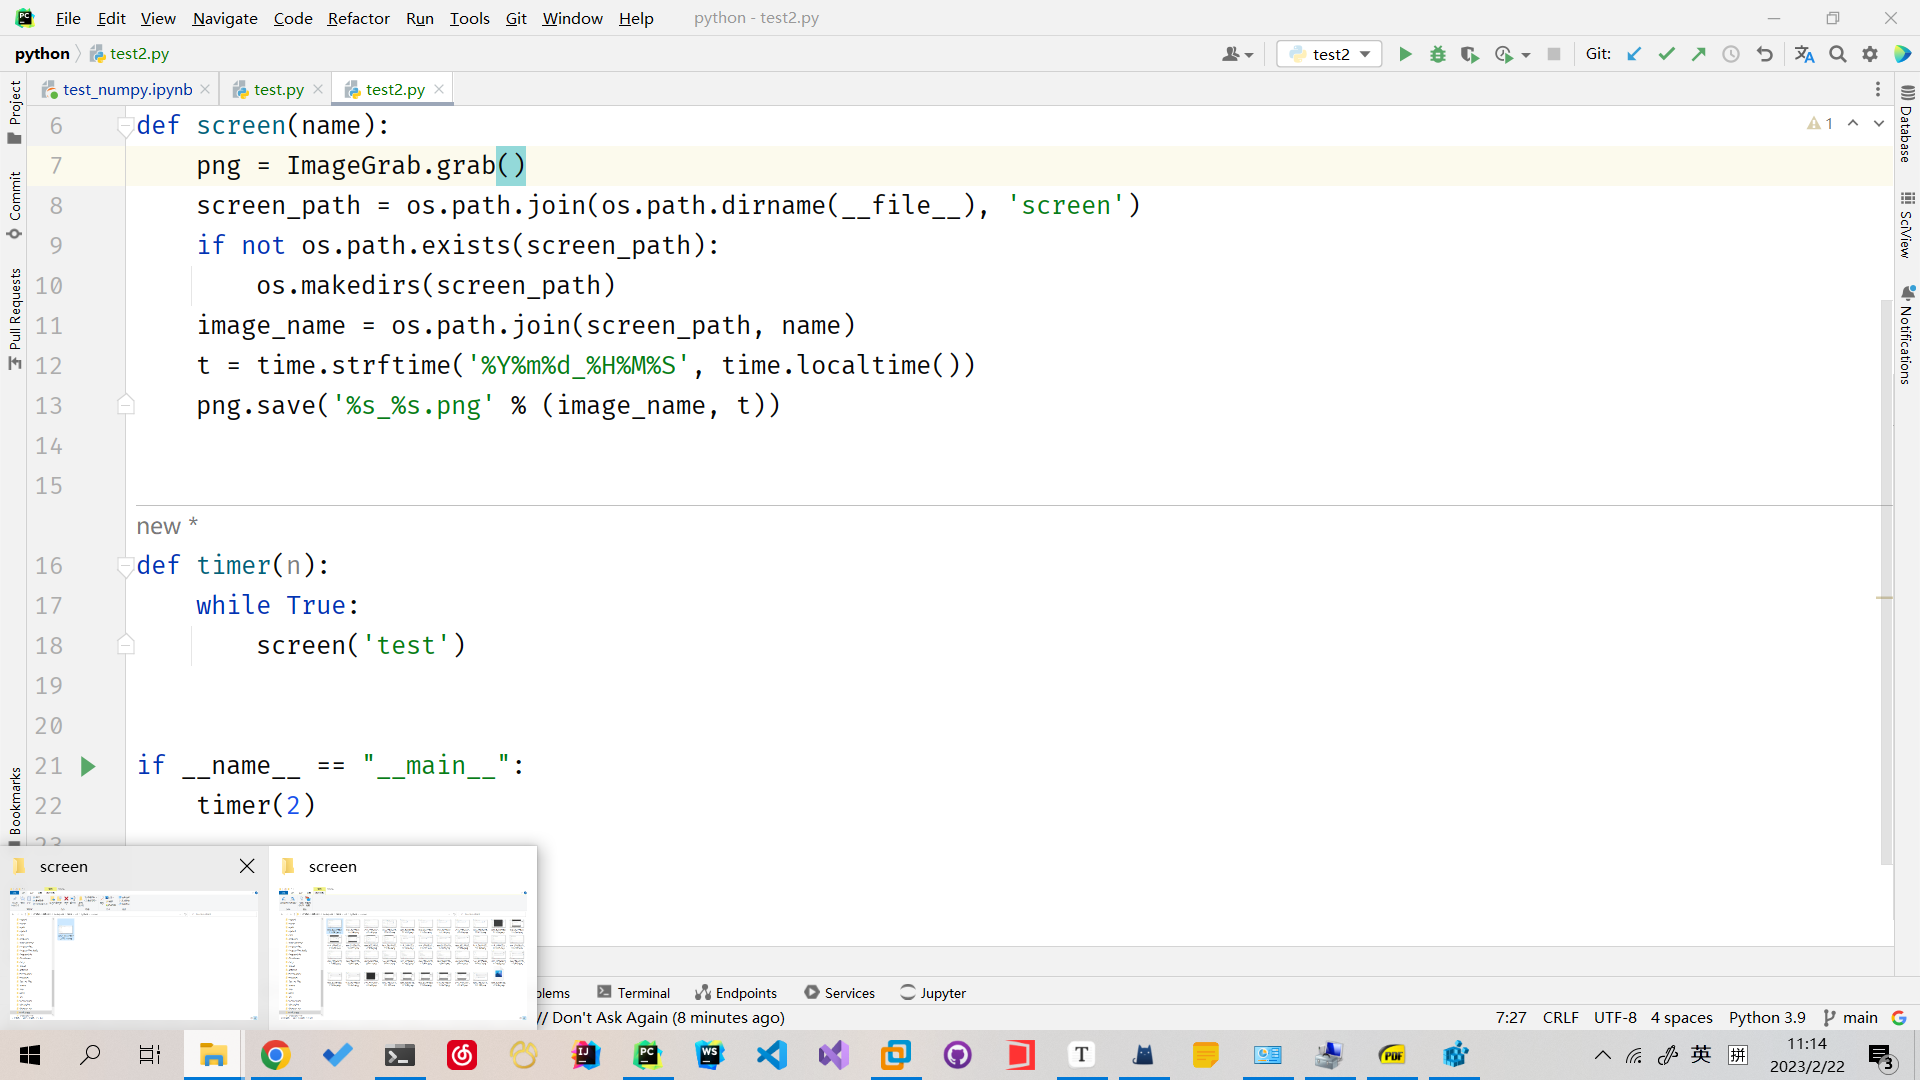 File Edit View Navigate Code Refactor Run Tools Git Window Help python - test2.py
python test2.py
test2
Git:
test_numpy.ipynb test.py test2.py
Project
Commit
Pull Requests
Bookmarks
Database
SciView
Notifications
1
6 def screen(name):
7 png = ImageGrab.grab()
8 screen_path = os.path.join(os.path.dirname(__file__), 'screen')
9 if not os.path.exists(screen_path):
10 os.makedirs(screen_path)
11 image_name = os.path.join(screen_path, name)
12 t = time.strftime('%Y%m%d_%H%M%S', time.localtime())
13 png.save('%s_%s.png' % (image_name, t))
14
15
new *
16 def timer(n):
17 while True:
18 screen('test')
19
20
21 if __name__ == "__main__":
22 timer(2)
23
screen screen
blems Terminal Endpoints Services Jupyter
// Don't Ask Again (8 minutes ago) 7:27 CRLF UTF-8 4 spaces Python 3.9 main
英 拼 11:14
2023/2/22
3